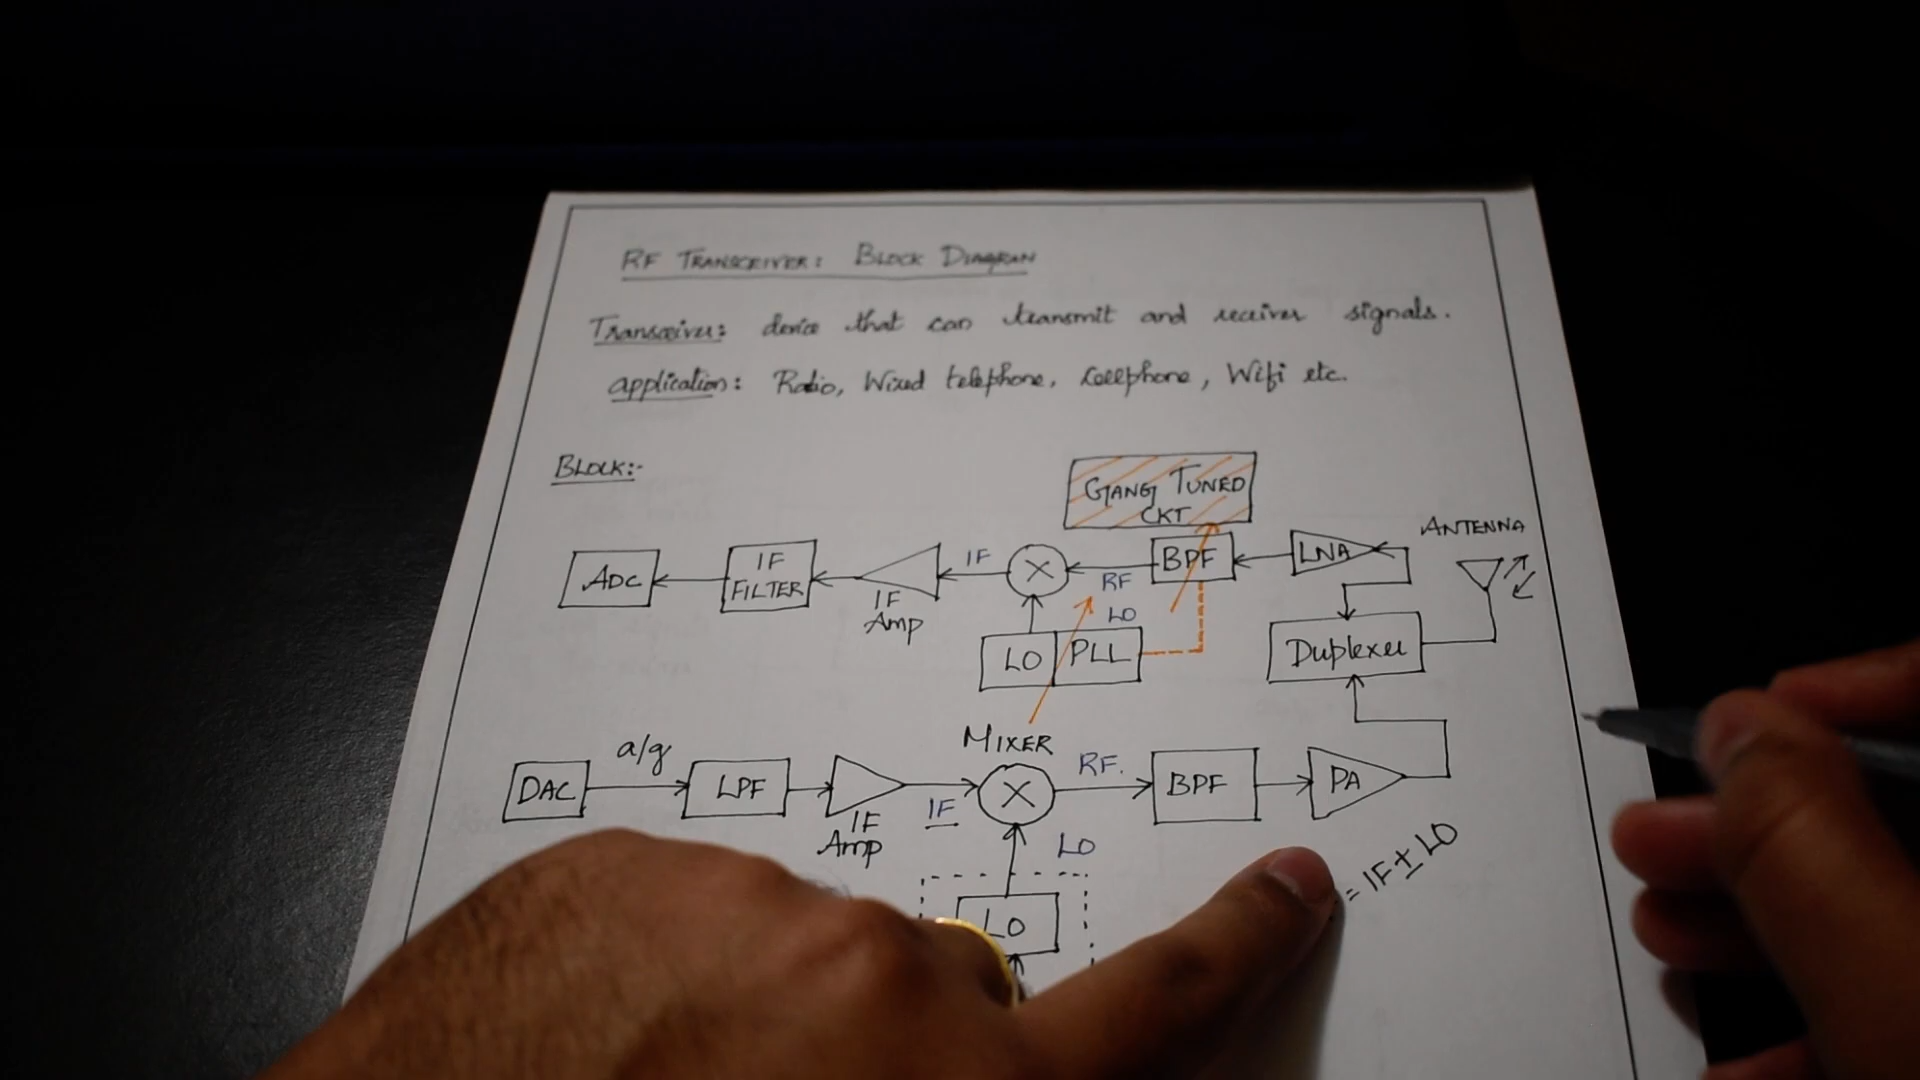 RF TRANSCEIVER: BLOCK DIAGRAM
Transceiver: device that can transmit and receiver signals.
application: Radio, Wired telephone, Cellphone, Wifi etc.
BLOCK:-
GANG TUNED
CKT
ANTENNA
ADC
IF
FILTER
IF
Amp
IF
X
RF
LO
BPF
LNA
LO
PLL
Duplexer
MIXER
DAC
a/g
LPF
IF
Amp
IF
X
RF.
BPF
PA
LO
LO
= IF ± LO